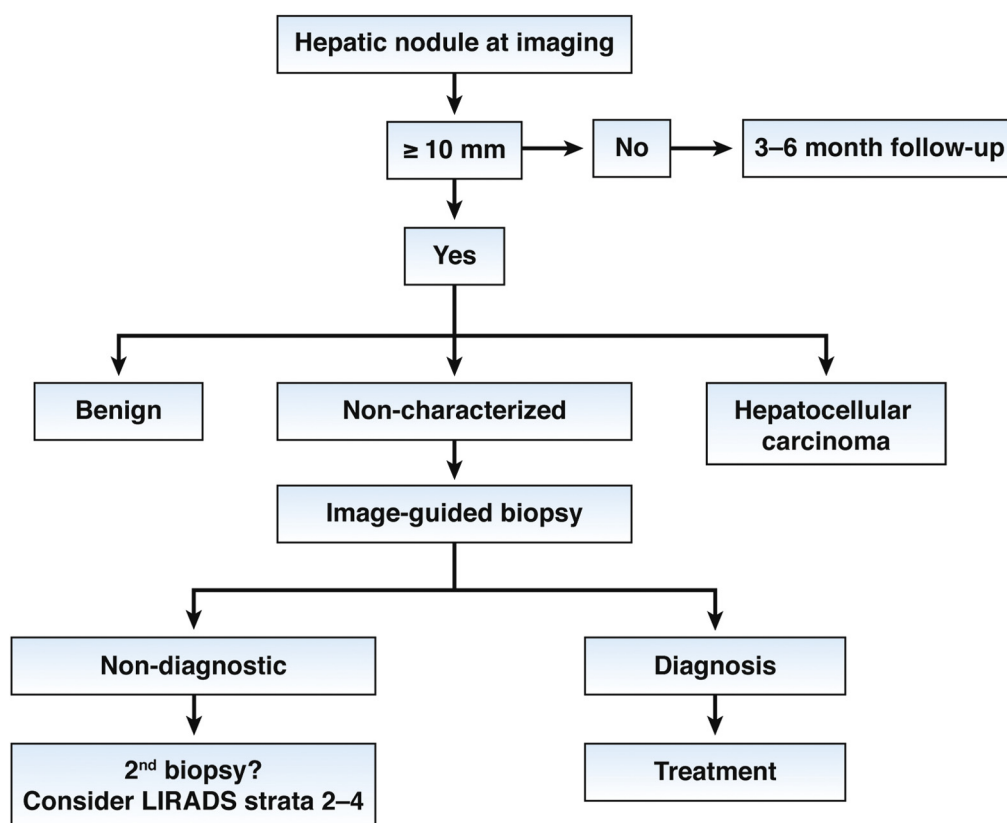 Hepatic nodule at imaging
≥ 10 mm
No
3–6 month follow-up
Yes
Benign
Non-characterized
Hepatocellular
carcinoma
Image-guided biopsy
Non-diagnostic
Diagnosis
2nd biopsy?
Consider LIRADS strata 2–4
Treatment